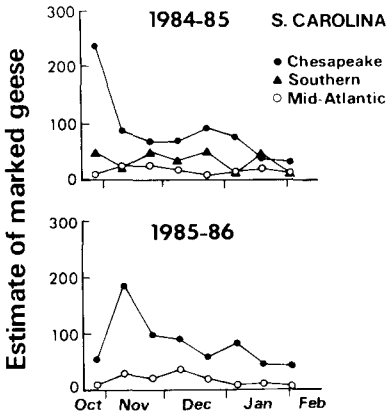 1984-85 S. CAROLINA
Chesapeake
Southern
Mid-Atlantic
300
200
100
0
Estimate of marked geese
1985-86
300
200
100
0
Oct Nov Dec Jan Feb